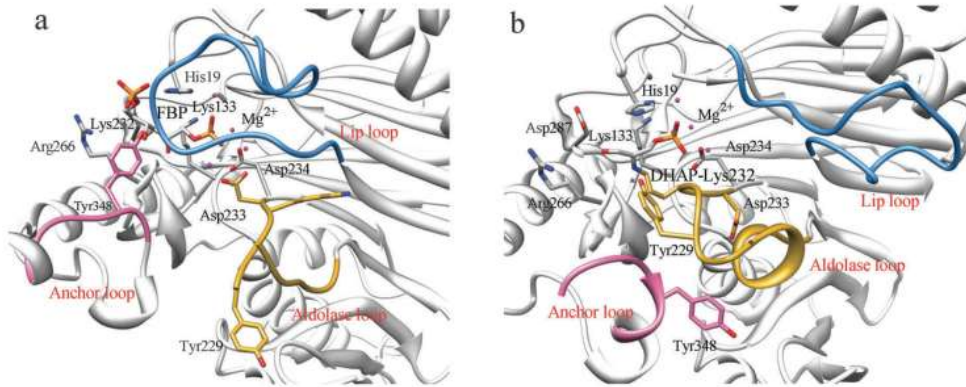 a
His19
FBP
Lys133
Lys232
Mg2+
Lip loop
Arg266
Asp234
Tyr348
Asp233
Anchor loop
Aldolase loop
Tyr229
b
His19
Mg2+
Asp287
Lys133
Asp234
DHAP-Lys232
Lip loop
Arg266
Asp233
Tyr229
Aldolase loop
Anchor loop
Tyr348